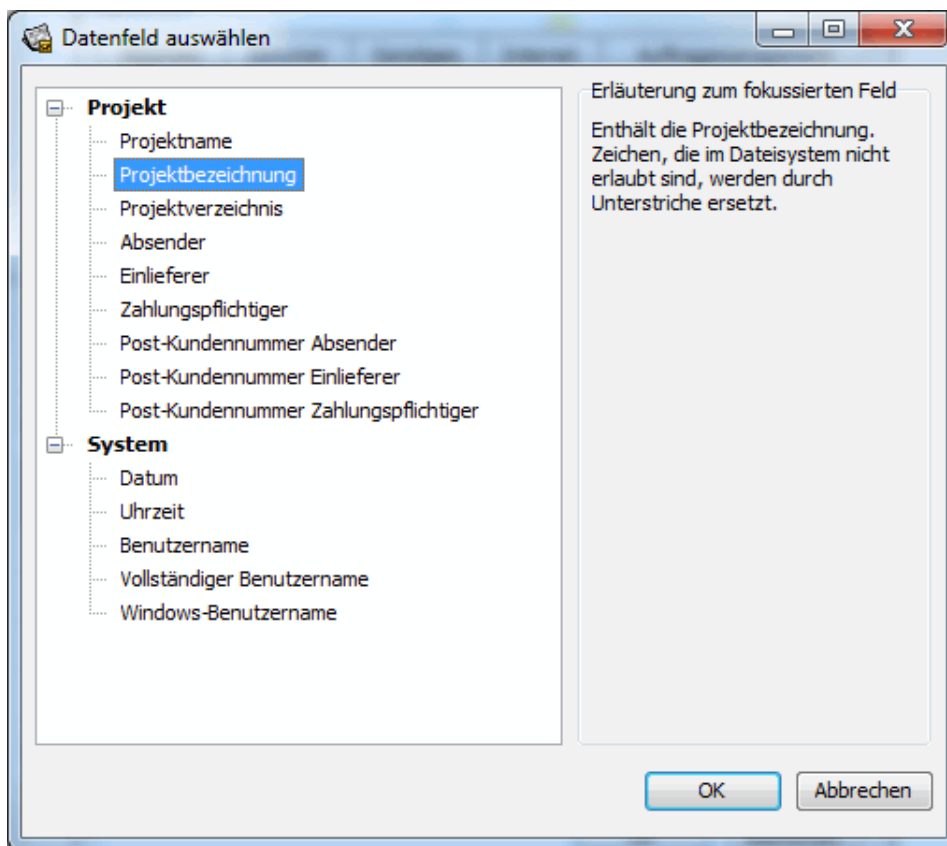 Datenfeld auswählen
Projekt
Projektname
Projektbezeichnung
Projektverzeichnis
Absender
Einlieferer
Zahlungspflichtiger
Post-Kundennummer Absender
Post-Kundennummer Einlieferer
Post-Kundennummer Zahlungspflichtiger
System
Datum
Uhrzeit
Benutzername
Vollständiger Benutzername
Windows-Benutzername
Erläuterung zum fokussierten Feld
Enthält die Projektbezeichnung.
Zeichen, die im Dateisystem nicht
erlaubt sind, werden durch
Unterstriche ersetzt.
OK
Abbrechen